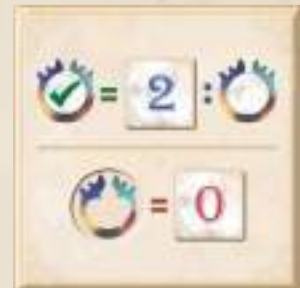 = 2 :
= 0